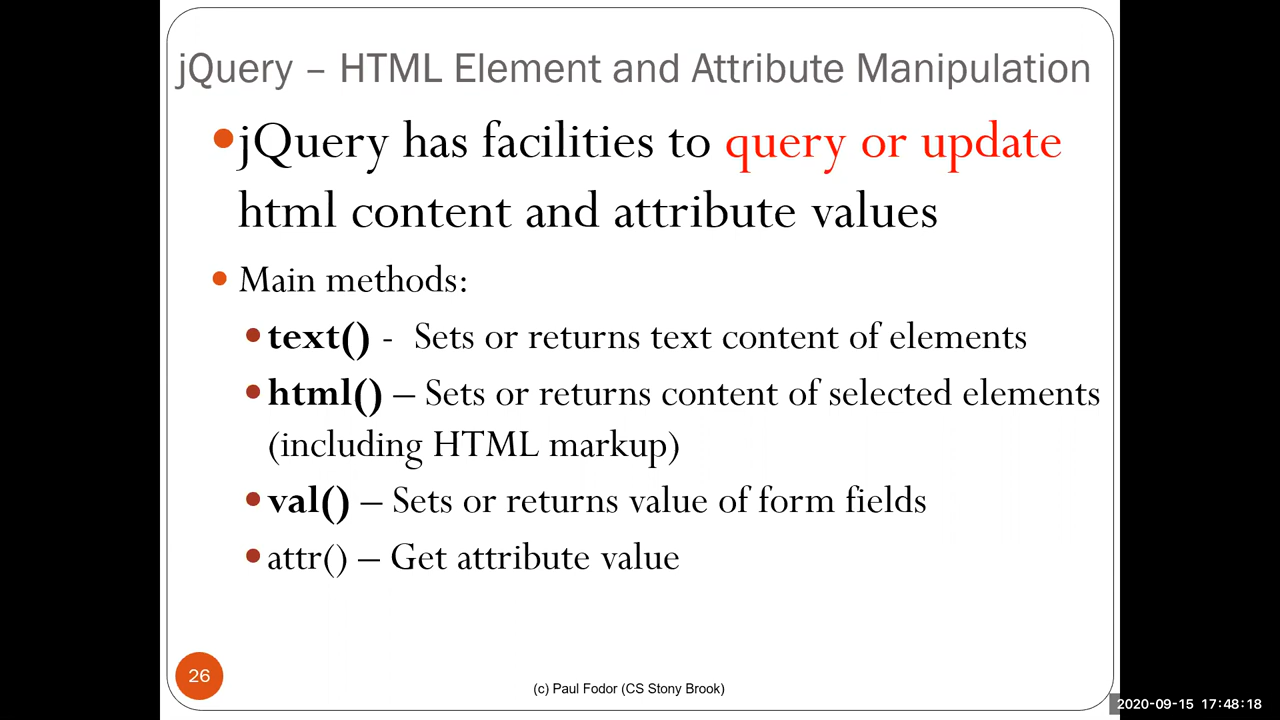 jQuery – HTML Element and Attribute Manipulation
•jQuery has facilities to query or update
html content and attribute values
• Main methods:
•text() - Sets or returns text content of elements
•html() – Sets or returns content of selected elements
(including HTML markup)
•val() – Sets or returns value of form fields
•attr() – Get attribute value
26
(c) Paul Fodor (CS Stony Brook)
2020-09-15 17:48:18